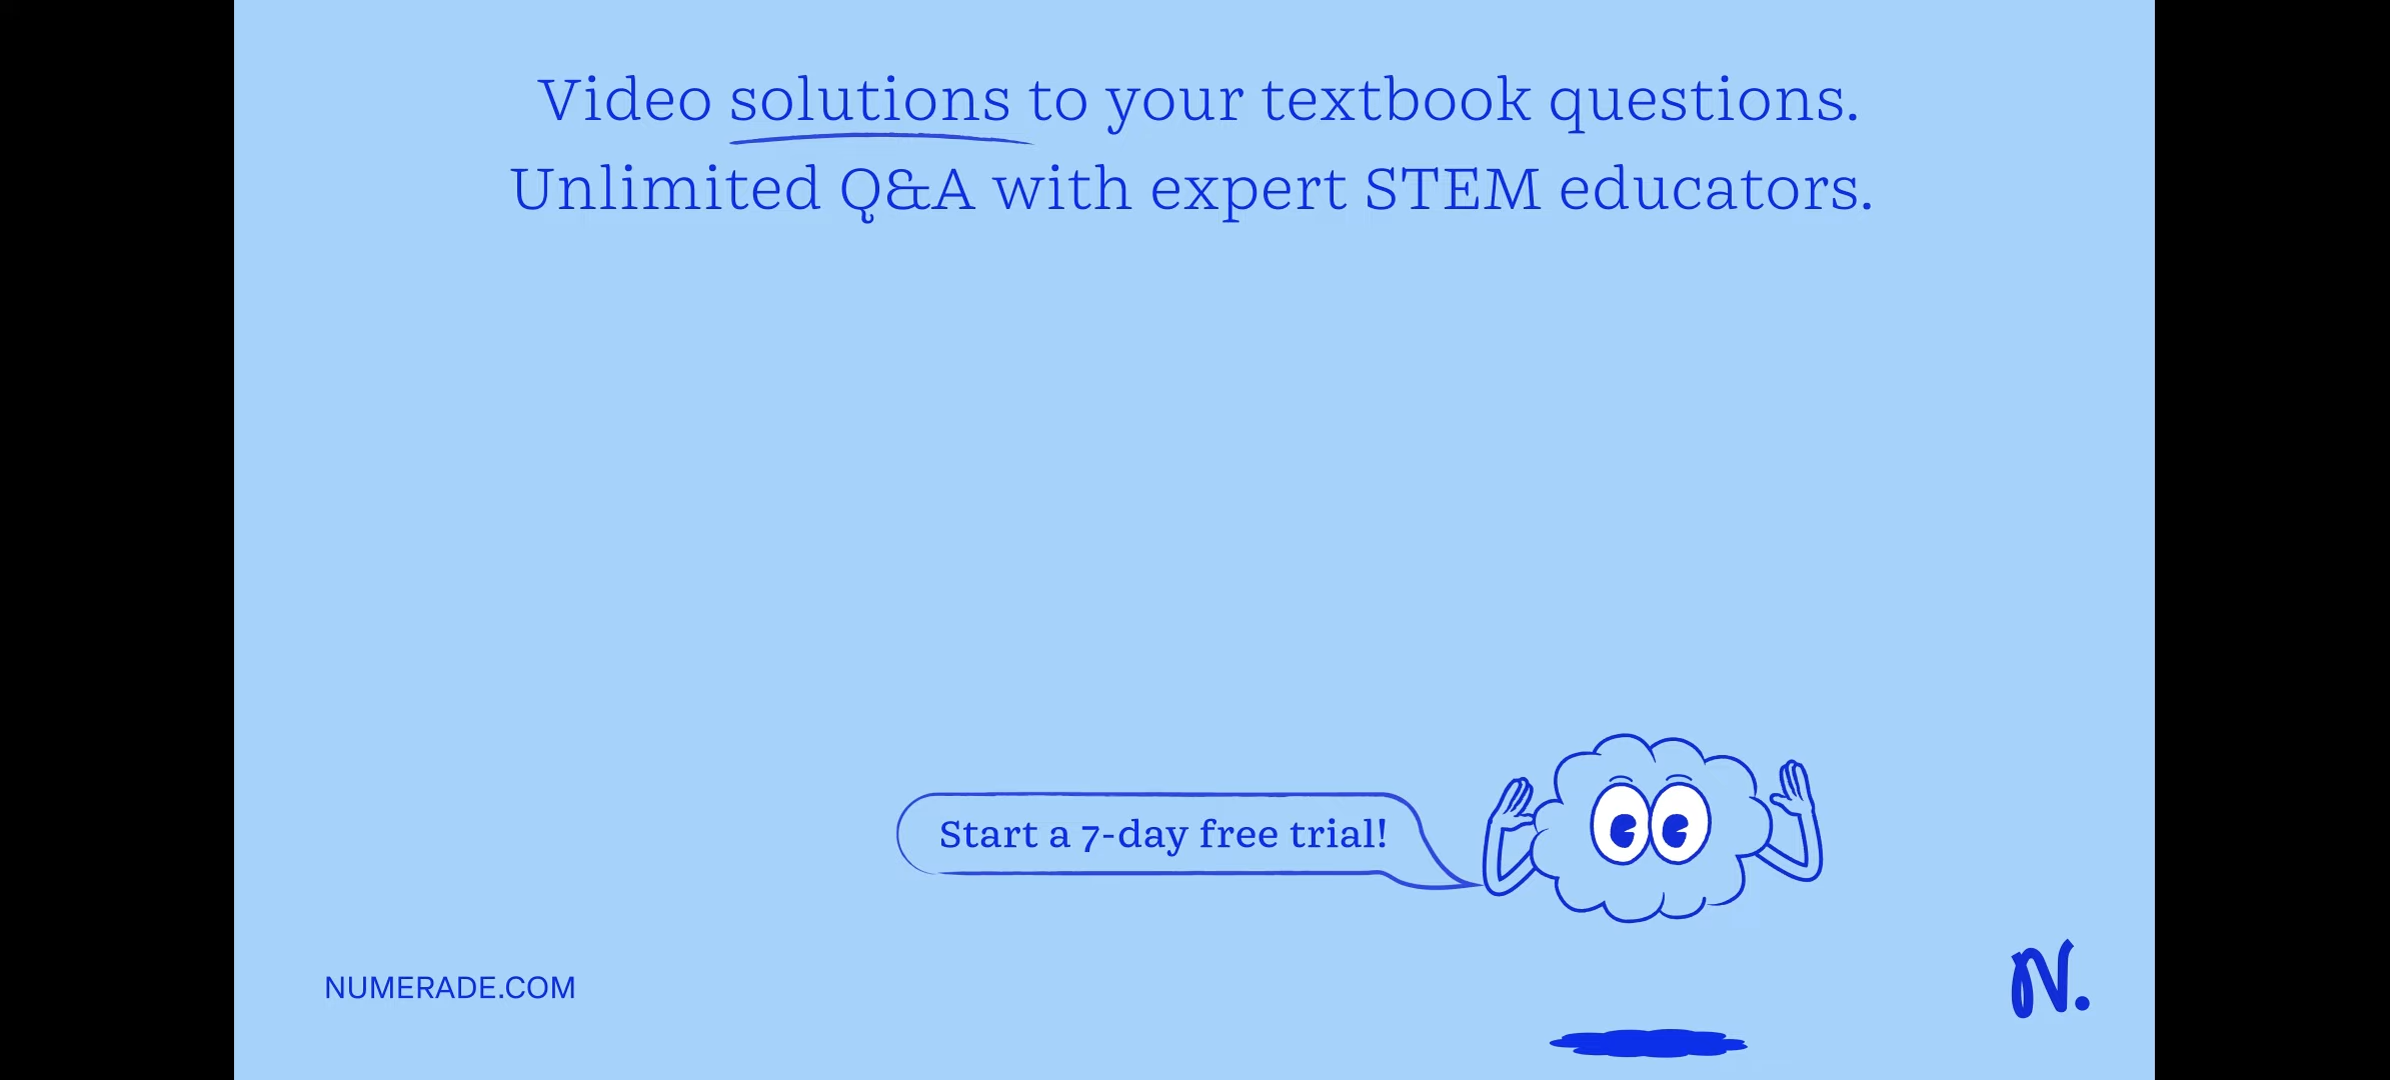 Video solutions to your textbook questions.
Unlimited Q&A with expert STEM educators.
Start a 7-day free trial!
NUMERADE.COM
N.